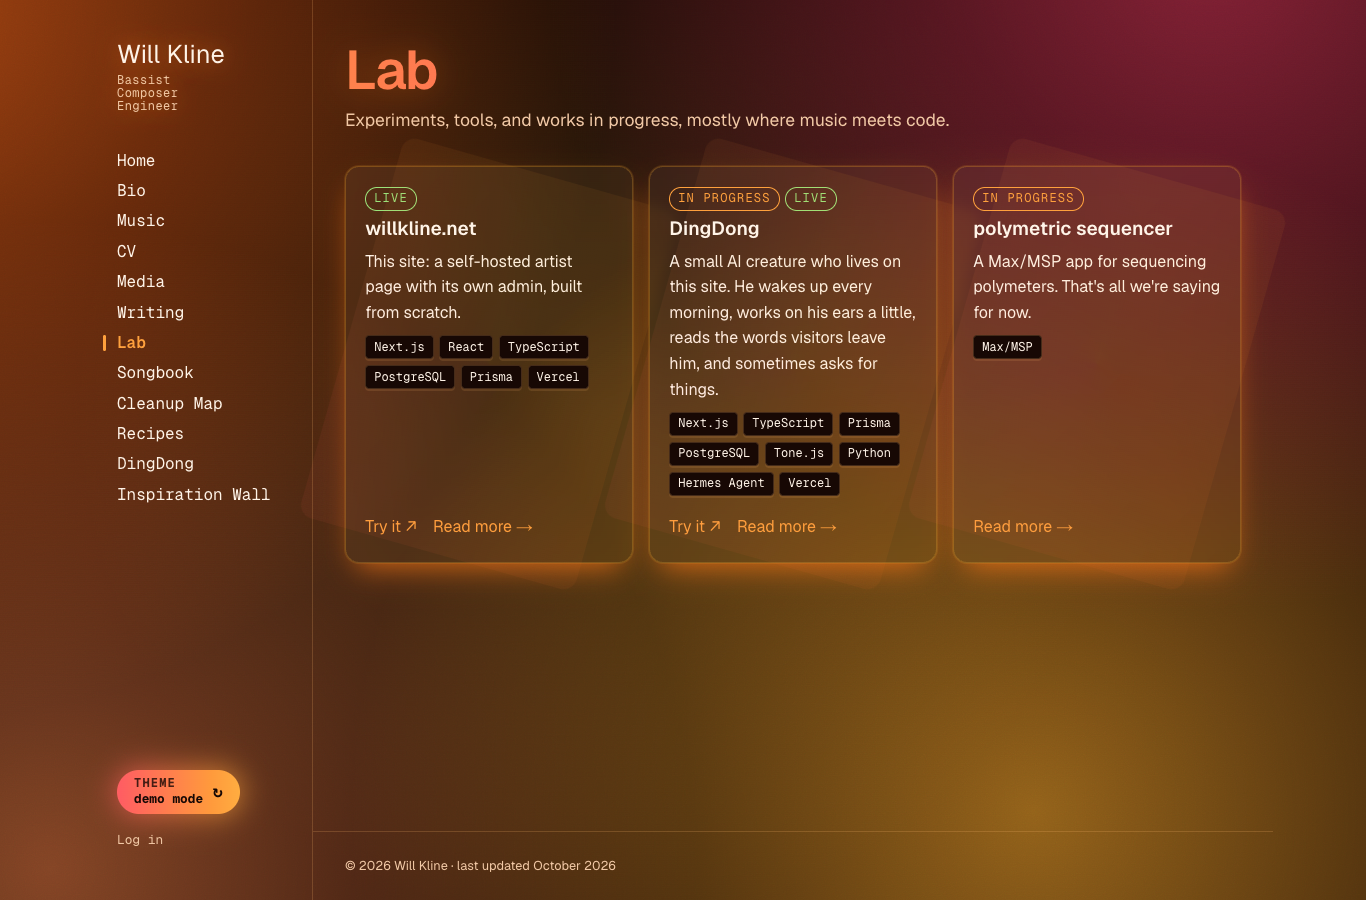 Will Kline
Bassist
Composer
Engineer
Home
Bio
Music
CV
Media
Writing
Lab
Songbook
Cleanup Map
Recipes
DingDong
Inspiration Wall
THEME
demo mode ↻
Log in
Lab
Experiments, tools, and works in progress, mostly where music meets code.
LIVE
willkline.net
This site: a self-hosted artist
page with its own admin, built
from scratch.
Next.js React TypeScript
PostgreSQL Prisma Vercel
Try it ↗ Read more →
IN PROGRESS LIVE
DingDong
A small AI creature who lives on
this site. He wakes up every
morning, works on his ears a little,
reads the words visitors leave
him, and sometimes asks for
things.
Next.js TypeScript Prisma
PostgreSQL Tone.js Python
Hermes Agent Vercel
Try it ↗ Read more →
IN PROGRESS
polymetric sequencer
A Max/MSP app for sequencing
polymeters. That's all we're saying
for now.
Max/MSP
Read more →
© 2026 Will Kline · last updated October 2026